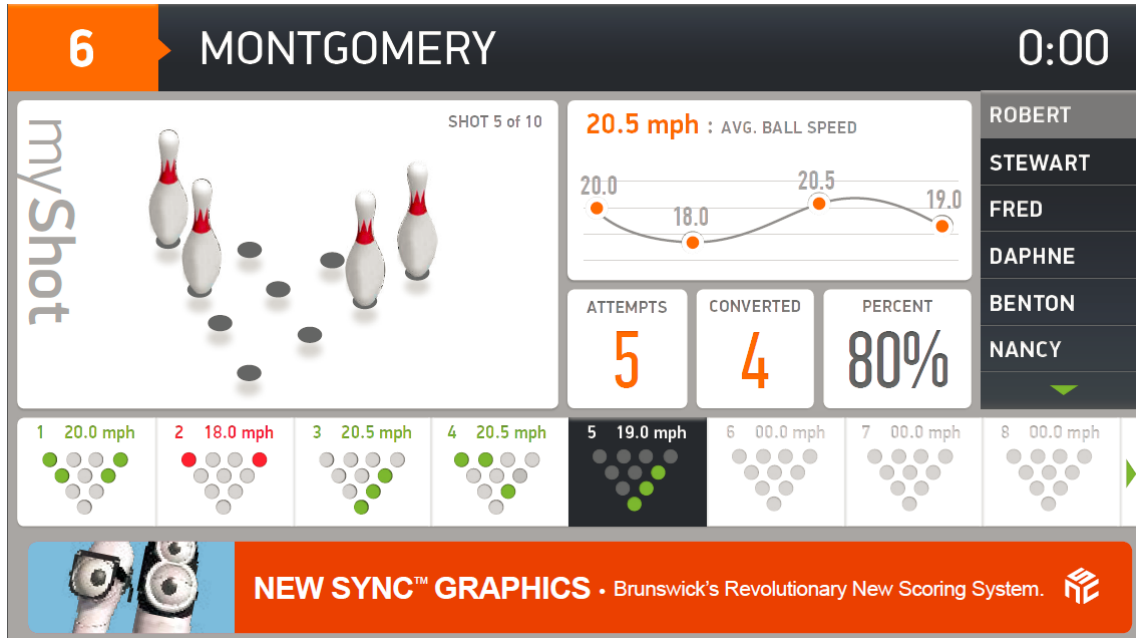 6 MONTGOMERY 0:00
myShot
SHOT 5 of 10
20.5 mph : AVG. BALL SPEED
20.0
18.0
20.5
19.0
ATTEMPTS
5
CONVERTED
4
PERCENT
80%
ROBERT
STEWART
FRED
DAPHNE
BENTON
NANCY
1 20.0 mph
2 18.0 mph
3 20.5 mph
4 20.5 mph
5 19.0 mph
6 00.0 mph
7 00.0 mph
8 00.0 mph
NEW SYNC™ GRAPHICS • Brunswick's Revolutionary New Scoring System.